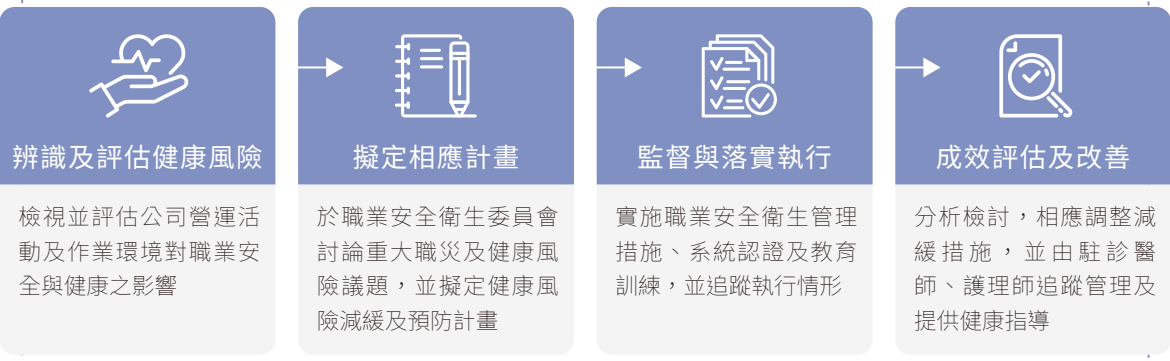 辨識及評估健康風險
檢視並評估公司營運活
動及作業環境對職業安
全與健康之影響
擬定相應計畫
於職業安全衛生委員會
討論重大職災及健康風
險議題，並擬定健康風
險減緩及預防計畫
監督與落實執行
實施職業安全衛生管理
措施、系統認證及教育
訓練，並追蹤執行情形
成效評估及改善
分析檢討，相應調整減
緩措施，並由駐診醫
師、護理師追蹤管理及
提供健康指導